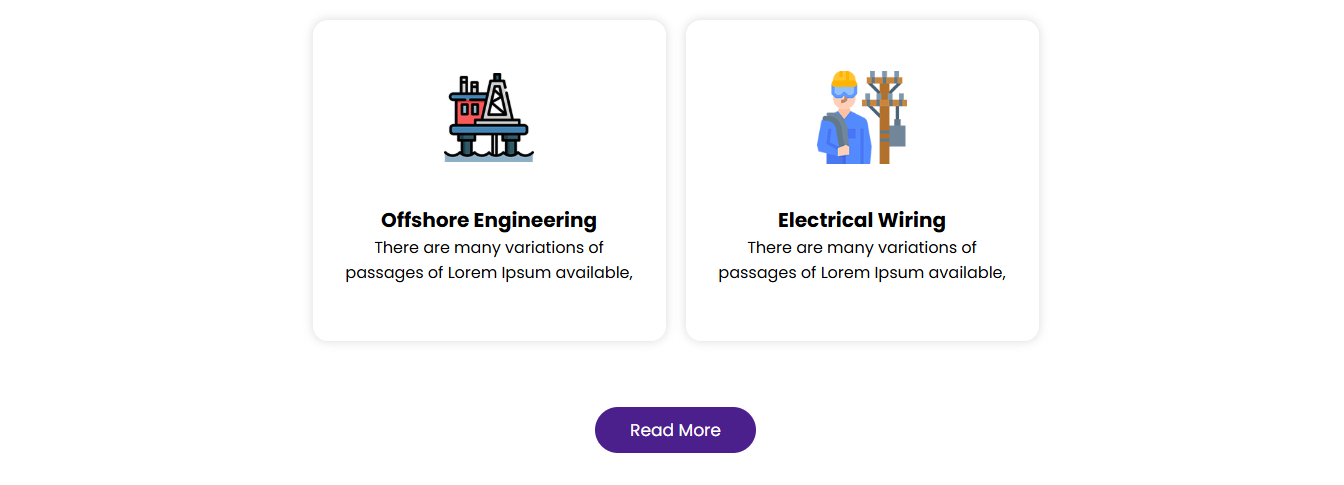 Offshore Engineering
There are many variations of
passages of Lorem Ipsum available,
Electrical Wiring
There are many variations of
passages of Lorem Ipsum available,
Read More